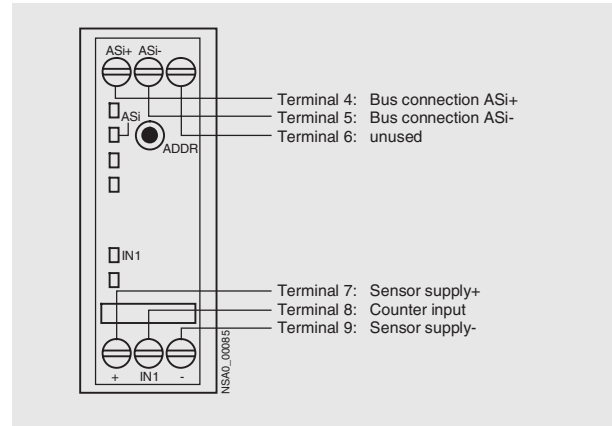 ASi+ ASi-
Terminal 4: Bus connection ASi+
Terminal 5: Bus connection ASi-
Terminal 6: unused
ASi
ADDR
IN1
Terminal 7: Sensor supply+
Terminal 8: Counter input
Terminal 9: Sensor supply-
+ IN1 -
NSA0_00085